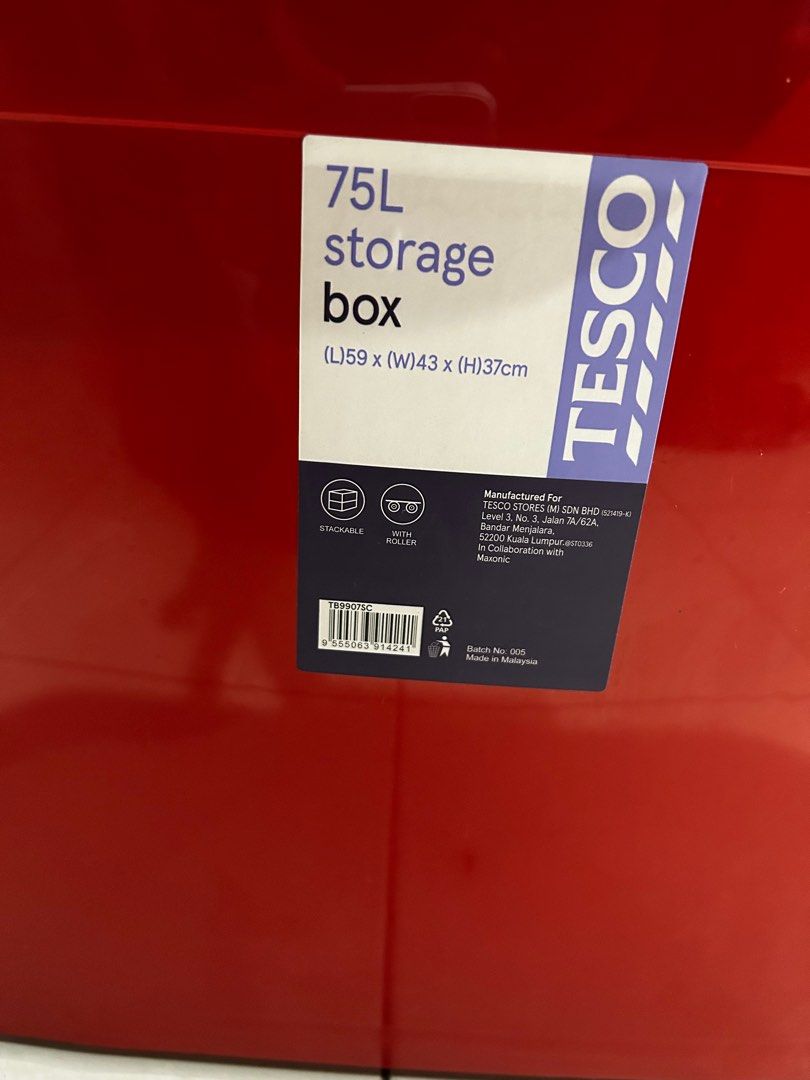 75L
storage
box
(L)59 x (W)43 x (H)37cm
TESCO
STACKABLE
WITH
ROLLER
Manufactured For
TESCO STORES (M) SDN BHD (521419-K)
Level 3, No. 3, Jalan 7A/62A,
Bandar Menjalara,
52200 Kuala Lumpur.@ST0336
In Collaboration with
Maxonic
TB9907SC
9 555063 914241
21
PAP
Batch No: 005
Made in Malaysia